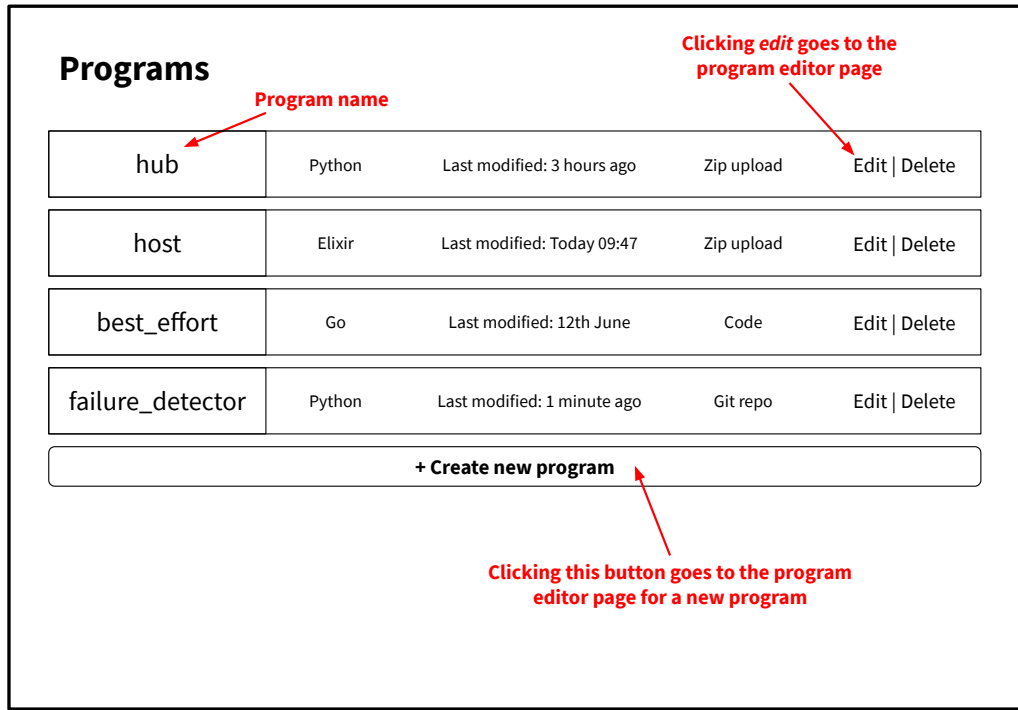 Programs
Clicking edit goes to the
program editor page
Program name
hub Python Last modified: 3 hours ago Zip upload Edit | Delete
host Elixir Last modified: Today 09:47 Zip upload Edit | Delete
best_effort Go Last modified: 12th June Code Edit | Delete
failure_detector Python Last modified: 1 minute ago Git repo Edit | Delete
+ Create new program
Clicking this button goes to the program
editor page for a new program